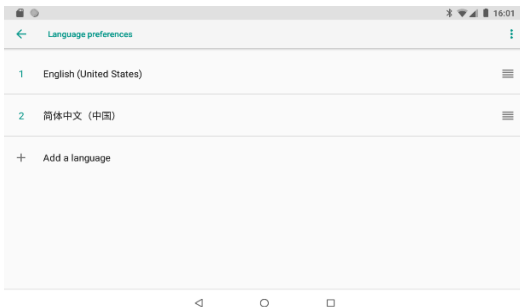 16:01
Language preferences
1 English (United States)
2 简体中文（中国）
Add a language